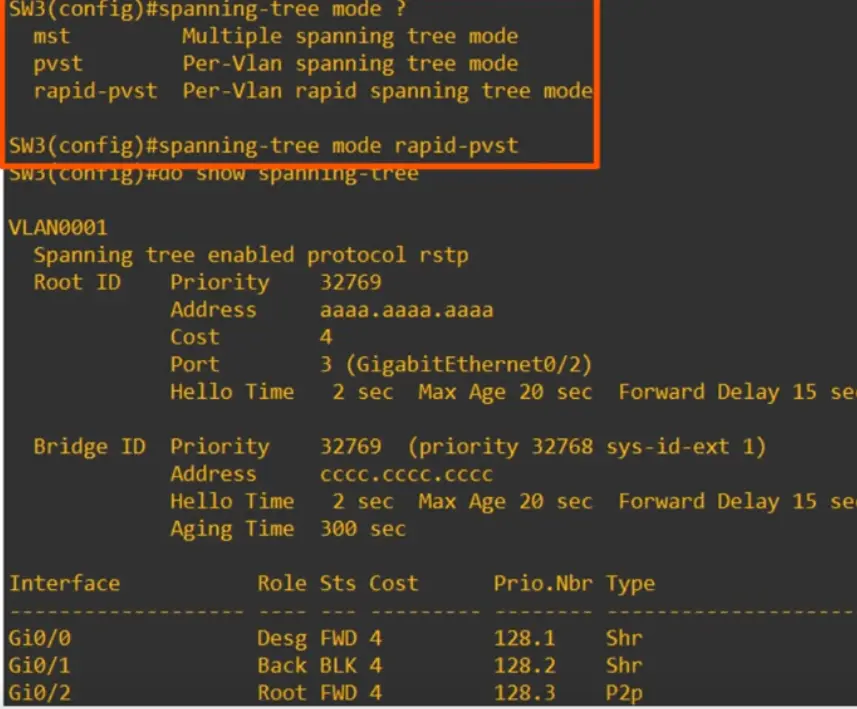 SW3(config)#spanning-tree mode ?
mst Multiple spanning tree mode
pvst Per-Vlan spanning tree mode
rapid-pvst Per-Vlan rapid spanning tree mode
SW3(config)#spanning-tree mode rapid-pvst
SW3(config)#do show spanning-tree
VLAN0001
Spanning tree enabled protocol rstp
Root ID Priority 32769
Address aaaa.aaaa.aaaa
Cost 4
Port 3 (GigabitEthernet0/2)
Hello Time 2 sec Max Age 20 sec Forward Delay 15 se
Bridge ID Priority 32769 (priority 32768 sys-id-ext 1)
Address cccc.cccc.cccc
Hello Time 2 sec Max Age 20 sec Forward Delay 15 se
Aging Time 300 sec
Interface Role Sts Cost Prio.Nbr Type
------------------- ---- --- --------- -------- --------------------
Gi0/0 Desg FWD 4 128.1 Shr
Gi0/1 Back BLK 4 128.2 Shr
Gi0/2 Root FWD 4 128.3 P2p